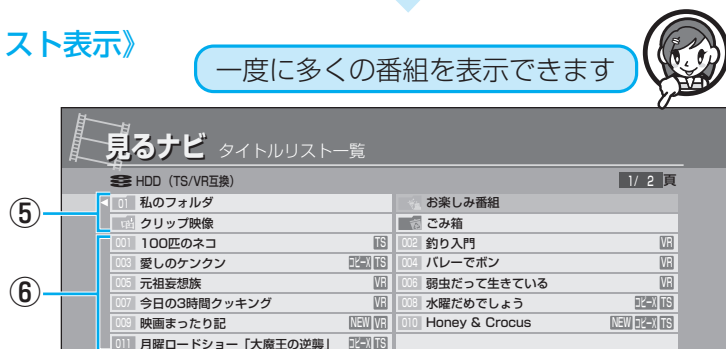 スト表示》
一度に多くの番組を表示できます
見るナビ タイトルリスト一覧
HDD（TS/VR互換） 1/ 2 頁
⑤
01 私のフォルダ お楽しみ番組
クリップ映像 ごみ箱
⑥
001 100匹のネコ TS 002 釣り入門 VR
003 愛しのケンクン コピーX TS 004 バレーでポン VR
005 元祖妄想族 VR 006 弱虫だって生きている VR
007 今日の3時間クッキング VR 008 水曜だめでしょう コピーX TS
009 映画まったり記 NEW VR 010 Honey & Crocus NEW コピーX TS
011 月曜ロードショー「大魔王の逆襲」 コピーX TS